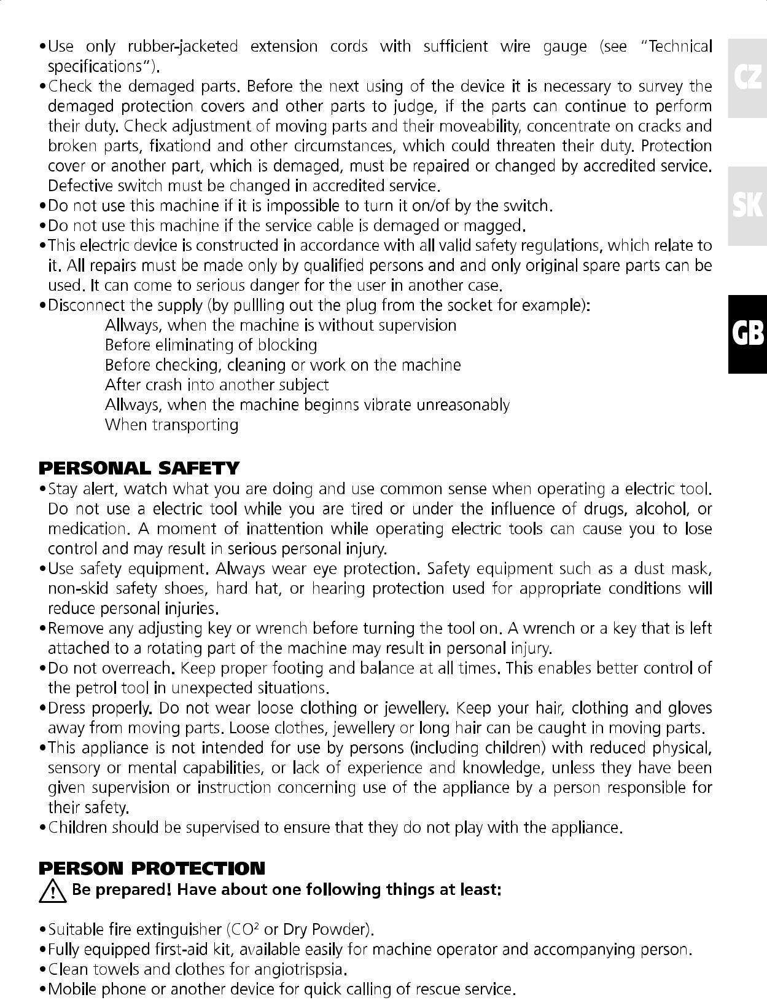 •Use only rubber-jacketed extension cords with sufficient wire gauge (see “Technical
specifications”).
•Check the demaged parts. Before the next using of the device it is necessary to survey the
demaged protection covers and other parts to judge, if the parts can continue to perform
their duty. Check adjustment of moving parts and their moveability, concentrate on cracks and
broken parts, fixationd and other circumstances, which could threaten their duty. Protection
cover or another part, which is demaged, must be repaired or changed by accredited service.
Defective switch must be changed in accredited service.
•Do not use this machine if it is impossible to turn it on/of by the switch.
•Do not use this machine if the service cable is demaged or magged.
•This electric device is constructed in accordance with all valid safety regulations, which relate to
it. All repairs must be made only by qualified persons and and only original spare parts can be
used. It can come to serious danger for the user in another case.
•Disconnect the supply (by pullling out the plug from the socket for example):
Allways, when the machine is without supervision
Before eliminating of blocking
Before checking, cleaning or work on the machine
After crash into another subject
Allways, when the machine beginns vibrate unreasonably
When transporting
PERSONAL SAFETY
•Stay alert, watch what you are doing and use common sense when operating a electric tool.
Do not use a electric tool while you are tired or under the influence of drugs, alcohol, or
medication. A moment of inattention while operating electric tools can cause you to lose
control and may result in serious personal injury.
•Use safety equipment. Always wear eye protection. Safety equipment such as a dust mask,
non-skid safety shoes, hard hat, or hearing protection used for appropriate conditions will
reduce personal injuries.
•Remove any adjusting key or wrench before turning the tool on. A wrench or a key that is left
attached to a rotating part of the machine may result in personal injury.
•Do not overreach. Keep proper footing and balance at all times. This enables better control of
the petrol tool in unexpected situations.
•Dress properly. Do not wear loose clothing or jewellery. Keep your hair, clothing and gloves
away from moving parts. Loose clothes, jewellery or long hair can be caught in moving parts.
•This appliance is not intended for use by persons (including children) with reduced physical,
sensory or mental capabilities, or lack of experience and knowledge, unless they have been
given supervision or instruction concerning use of the appliance by a person responsible for
their safety.
•Children should be supervised to ensure that they do not play with the appliance.
PERSON PROTECTION
Be prepared! Have about one following things at least:
•Suitable fire extinguisher (CO² or Dry Powder).
•Fully equipped first-aid kit, available easily for machine operator and accompanying person.
•Clean towels and clothes for angiotrispsia.
•Mobile phone or another device for quick calling of rescue service.
CZ
SK
GB